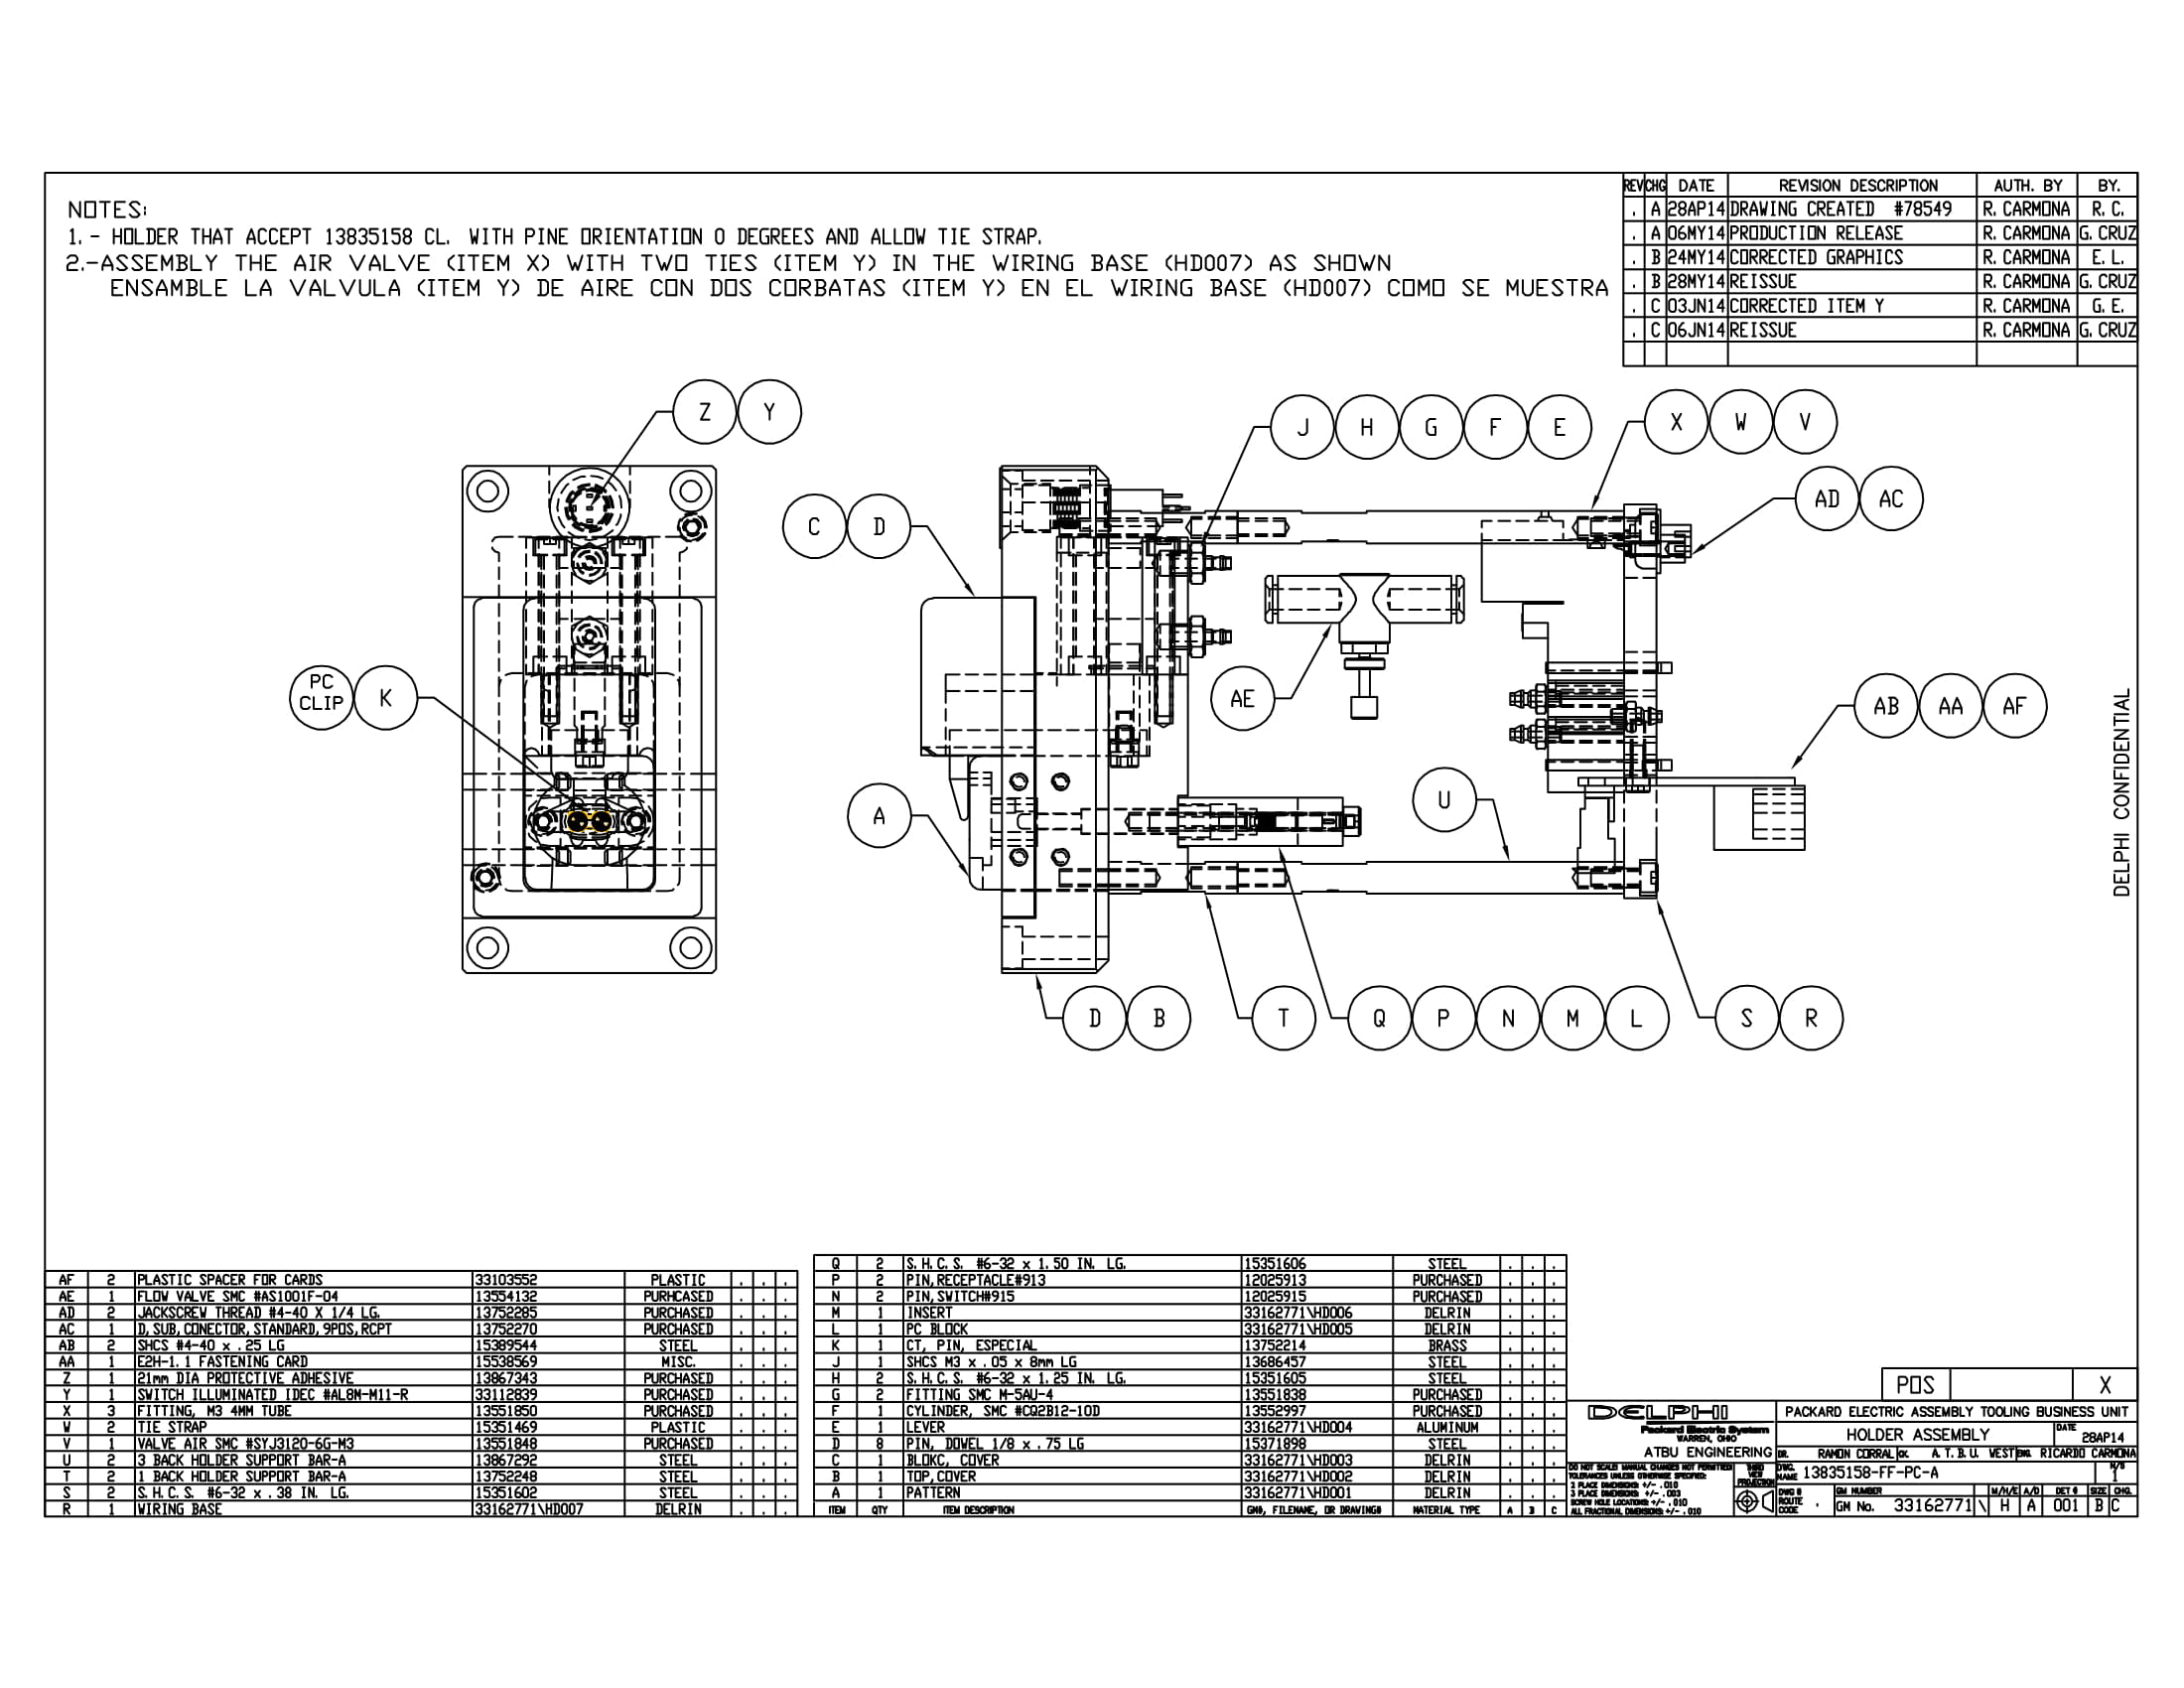 NOTES:
1.- HOLDER THAT ACCEPT 13835158 CL. WITH PINE ORIENTATION 0 DEGREES AND ALLOW TIE STRAP.
2.-ASSEMBLY THE AIR VALVE (ITEM X) WITH TWO TIES (ITEM Y) IN THE WIRING BASE (HD007) AS SHOWN
ENSAMBLE LA VALVULA (ITEM Y) DE AIRE CON DOS CORBATAS (ITEM Y) EN EL WIRING BASE (HD007) COMO SE MUESTRA
REV CHG DATE REVISION DESCRIPTION AUTH. BY BY.
. A 28AP14 DRAWING CREATED #78549 R. CARMONA R. C.
. A 06MY14 PRODUCTION RELEASE R. CARMONA G. CRUZ
. B 24MY14 CORRECTED GRAPHICS R. CARMONA E. L.
. B 28MY14 REISSUE R. CARMONA G. CRUZ
. C 03JN14 CORRECTED ITEM Y R. CARMONA G. E.
. C 06JN14 REISSUE R. CARMONA G. CRUZ
Z Y
J H G F E
X W V
C D
AD AC
PC CLIP K
AE
AB AA AF
A
U
D B
T
Q P N M L
S R
DELPHI CONFIDENTIAL
AF 2 PLASTIC SPACER FOR CARDS 33103552 PLASTIC . . .
AE 1 FLOW VALVE SMC #AS1001F-04 13554132 PURHCASED . . .
AD 2 JACKSCREW THREAD #4-40 X 1/4 LG. 13752285 PURCHASED . . .
AC 1 D,SUB,CONECTOR,STANDARD,9POS,RCPT 13752270 PURCHASED . . .
AB 2 SHCS #4-40 x .25 LG 15389544 STEEL . . .
AA 1 E2H-1.1 FASTENING CARD 15538569 MISC. . . .
Z 1 21mm DIA PROTECTIVE ADHESIVE 13867343 PURCHASED . . .
Y 1 SWITCH ILLUMINATED IDEC #AL8M-M11-R 33112839 PURCHASED . . .
X 3 FITTING, M3 4MM TUBE 13551850 PURCHASED . . .
W 2 TIE STRAP 15351469 PLASTIC . . .
V 1 VALVE AIR SMC #SYJ3120-6G-M3 13551848 PURCHASED . . .
U 2 3 BACK HOLDER SUPPORT BAR-A 13867292 STEEL . . .
T 2 1 BACK HOLDER SUPPORT BAR-A 13752248 STEEL . . .
S 2 S.H.C.S. #6-32 x .38 IN. LG. 15351602 STEEL . . .
R 1 WIRING BASE 33162771\HD007 DELRIN . . .
Q 2 S.H.C.S. #6-32 x 1.50 IN. LG. 15351606 STEEL . . .
P 2 PIN,RECEPTACLE#913 12025913 PURCHASED . . .
N 2 PIN,SWITCH#915 12025915 PURCHASED . . .
M 1 INSERT 33162771\HD006 DELRIN . . .
L 1 PC BLOCK 33162771\HD005 DELRIN . . .
K 1 CT, PIN, ESPECIAL 13752214 BRASS . . .
J 1 SHCS M3 x .05 x 8mm LG 13686457 STEEL . . .
H 2 S.H.C.S. #6-32 x 1.25 IN. LG. 15351605 STEEL . . .
G 2 FITTING SMC M-5AU-4 13551838 PURCHASED . . .
F 1 CYLINDER, SMC #CQ2B12-10D 13552997 PURCHASED . . .
E 1 LEVER 33162771\HD004 ALUMINUM . . .
D 8 PIN, DOWEL 1/8 x .75 LG 15371898 STEEL . . .
C 1 BLOKC, COVER 33162771\HD003 DELRIN . . .
B 1 TOP,COVER 33162771\HD002 DELRIN . . .
A 1 PATTERN 33162771\HD001 DELRIN . . .
ITEM QTY ITEM DESCRIPTION GM#, FILENAME, OR DRAWING# MATERIAL TYPE A B C
POS X
DELPHI
Packard Electric Systems
WARREN, OHIO
ATBU ENGINEERING
PACKARD ELECTRIC ASSEMBLY TOOLING BUSINESS UNIT
HOLDER ASSEMBLY DATE 28AP14
DR. RAMON CORRAL CK. A. T. B. U. WEST ENG. RICARDO CARMONA
DO NOT SCALE: MANUAL CHANGES NOT PERMITTED
TOLERANCES UNLESS OTHERWISE SPECIFIED:
2 PLACE DIMENSIONS: +/- .010
3 PLACE DIMENSIONS: +/- .003
SCREW HOLE LOCATIONS: +/- .010
ALL FRACTIONAL DIMENSIONS: +/- .010
THIRD VIEW PROJECTION
DWG. NAME 13835158-FF-PC-A N/S 1
DWG # ROUTE CODE .
GM NUMBER M/H/E A/D DET # SIZE CHG.
GM No. 33162771\ H A 001 B C